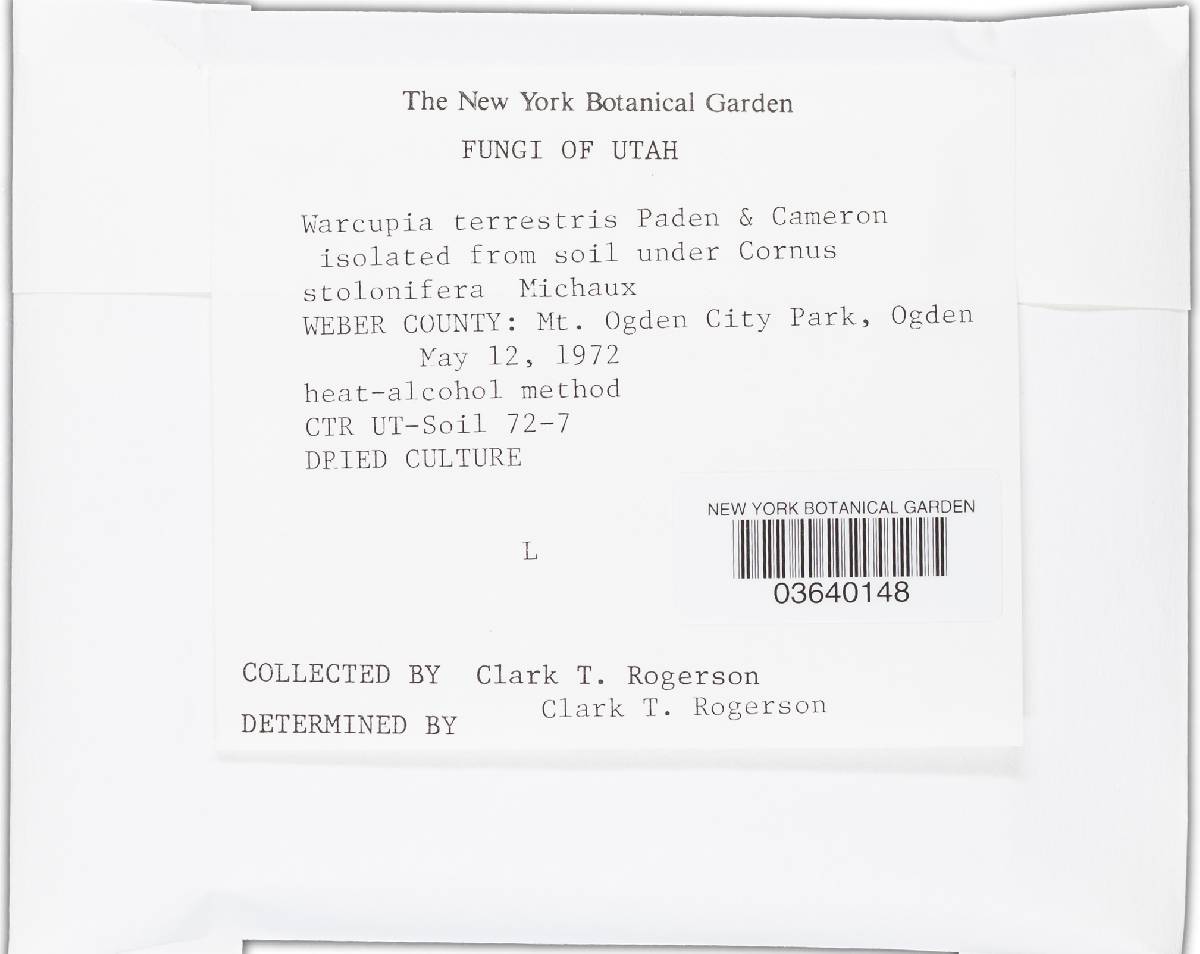 The New York Botanical Garden
FUNGI OF UTAH
Warcupia terrestris Paden & Cameron
isolated from soil under Cornus
stolonifera Michaux
WEBER COUNTY: Mt. Ogden City Park, Ogden
May 12, 1972
heat-alcohol method
CTR UT-Soil 72-7
DRIED CULTURE
NEW YORK BOTANICAL GARDEN
L
03640148
COLLECTED BY Clark T. Rogerson
DETERMINED BY Clark T. Rogerson